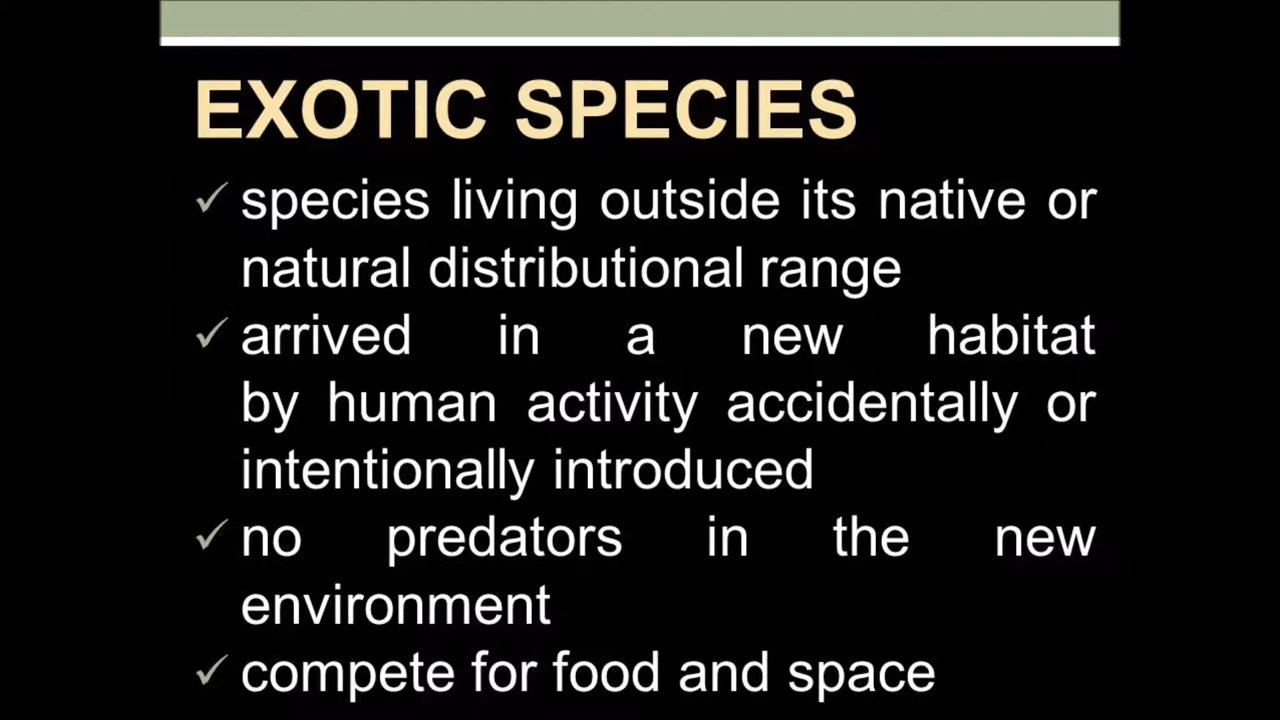 EXOTIC SPECIES
✓ species living outside its native or
natural distributional range
✓ arrived in a new habitat
by human activity accidentally or
intentionally introduced
✓ no predators in the new
environment
✓ compete for food and space